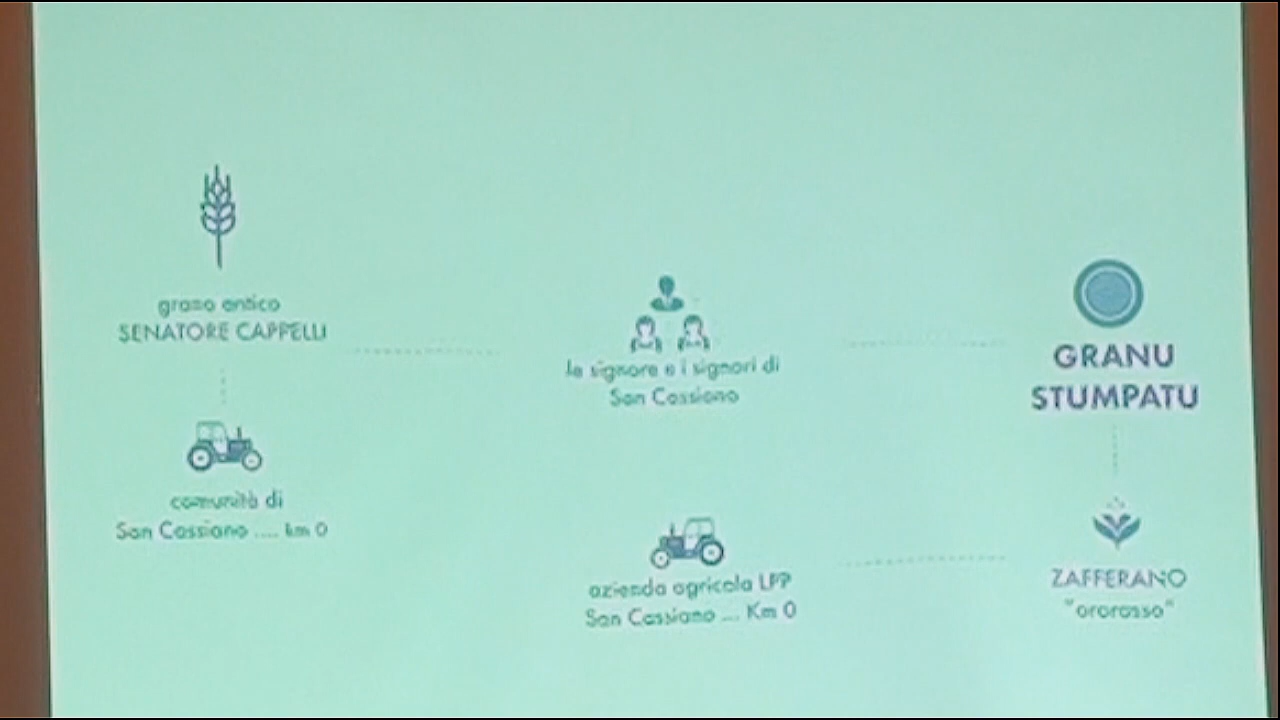 grano antico
SENATORE CAPPELLI
comunità di
San Cassiano .... km 0
le signore e i signori di
San Cassiano
azienda agricola LPP
San Cassiano ... Km 0
GRANU
STUMPATU
ZAFFERANO
"ororosso"